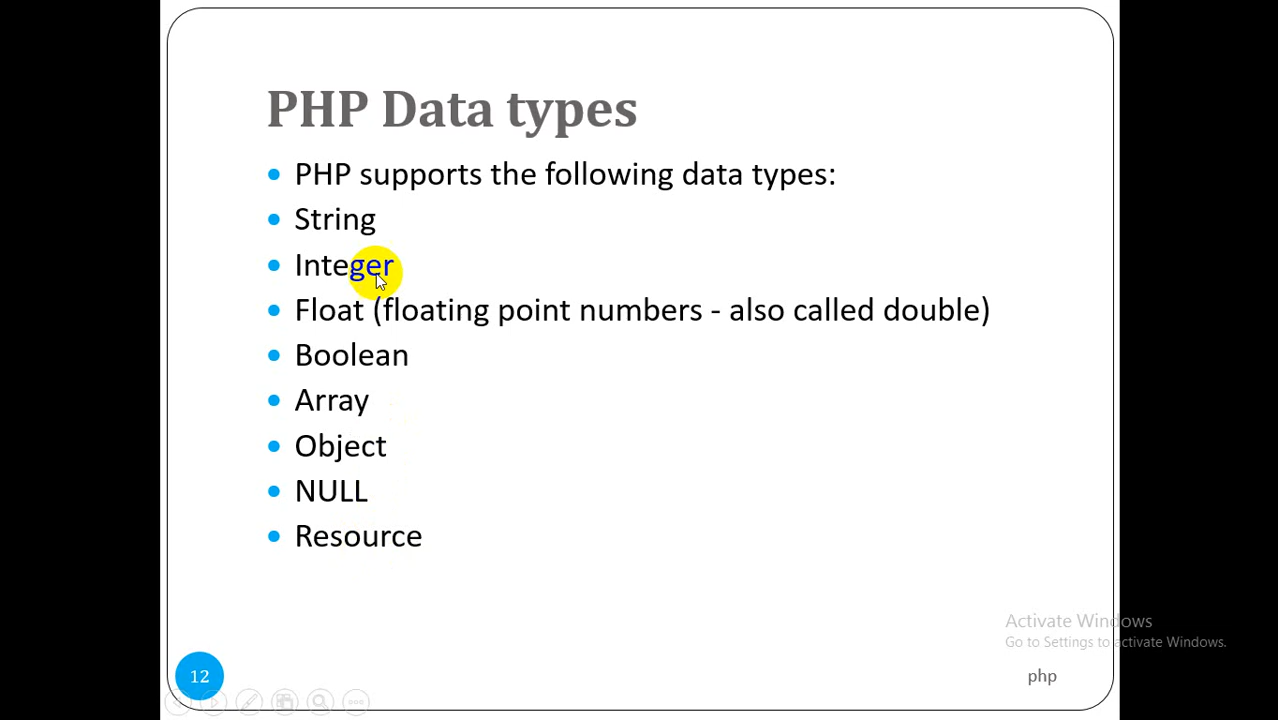 PHP Data types
PHP supports the following data types:
String
Integer
Float (floating point numbers - also called double)
Boolean
Array
Object
NULL
Resource
Activate Windows
Go to Settings to activate Windows.
12
php